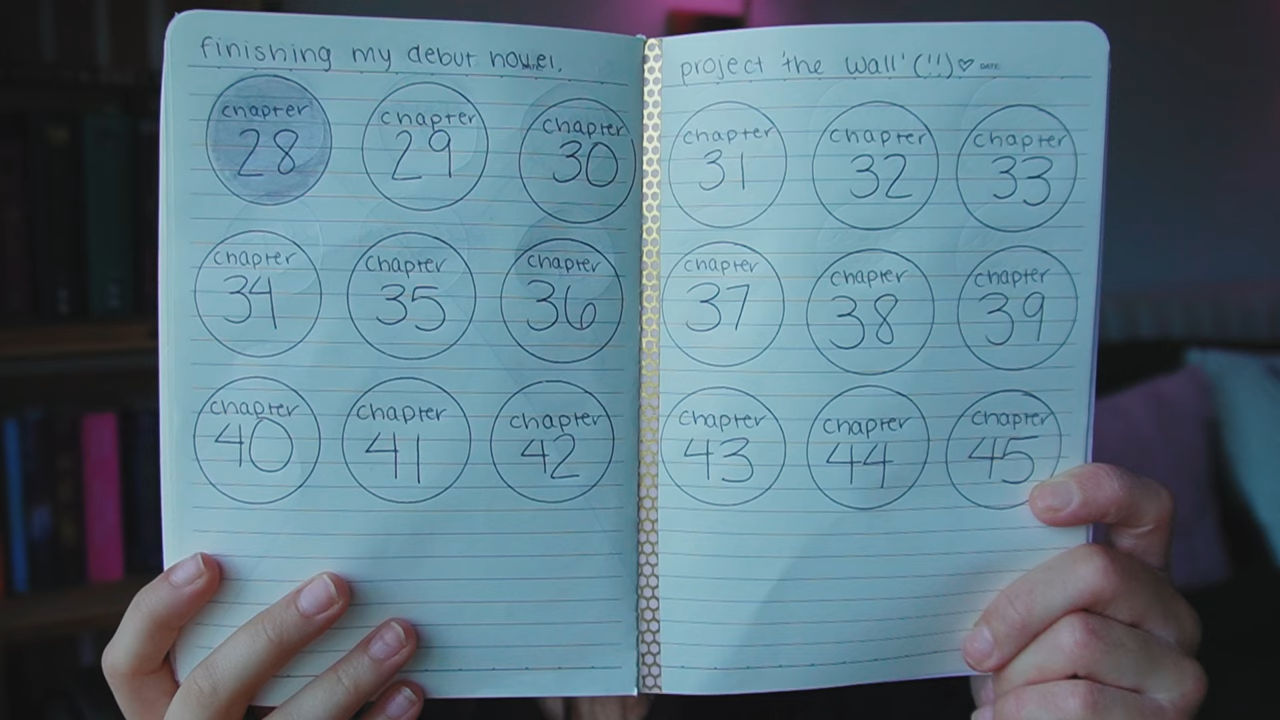 finishing my debut novel.
project 'the wall' (!!)♡ DATE:
chapter
28
chapter
29
chapter
30
chapter
31
chapter
32
chapter
33
chapter
34
chapter
35
chapter
36
chapter
37
chapter
38
chapter
39
chapter
40
chapter
41
chapter
42
chapter
43
chapter
44
chapter
45